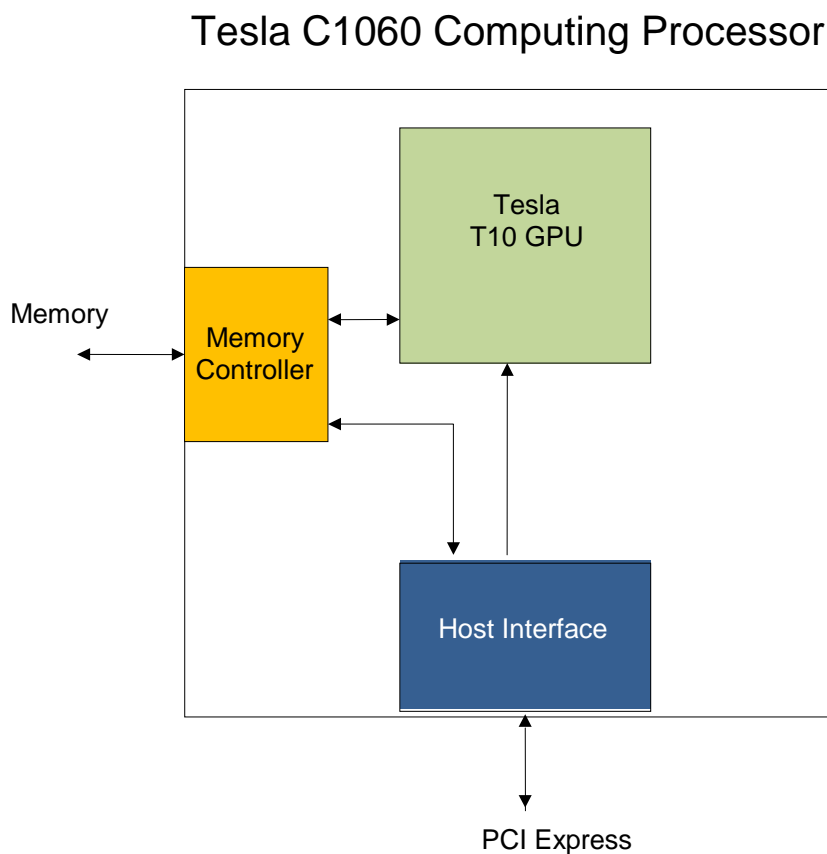 Tesla C1060 Computing Processor
Tesla
T10 GPU
Memory
Memory
Controller
Host Interface
PCI Express